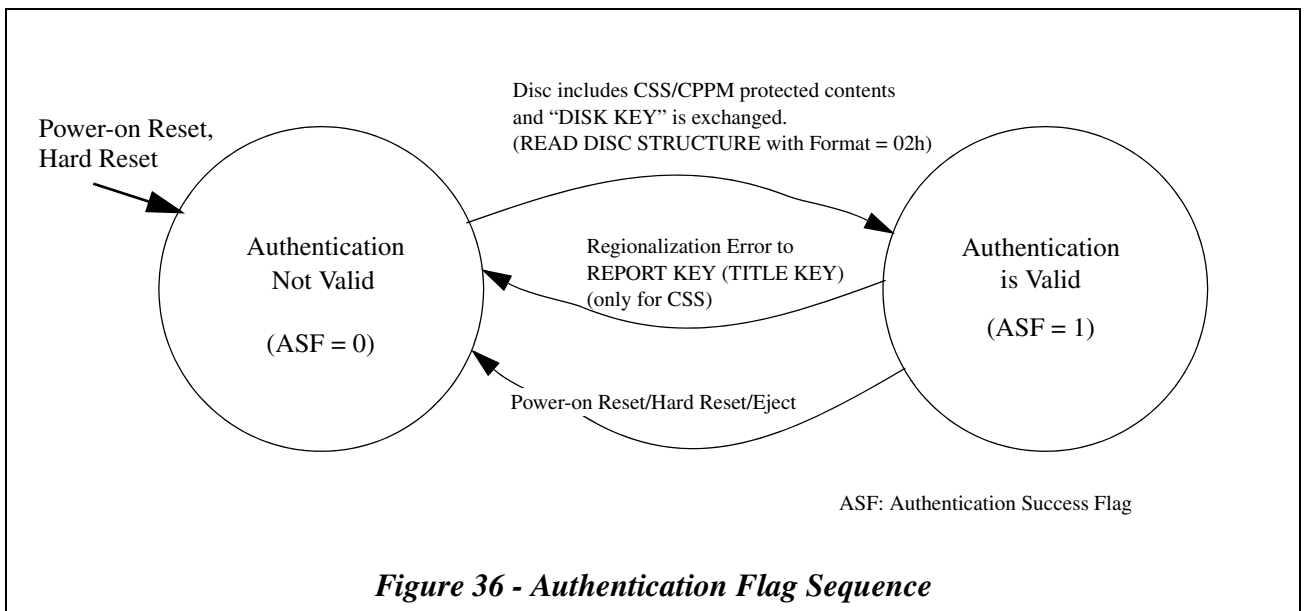 Disc includes CSS/CPPM protected contents
and “DISK KEY” is exchanged.
(READ DISC STRUCTURE with Format = 02h)
Power-on Reset,
Hard Reset
Authentication
Not Valid
(ASF = 0)
Regionalization Error to
REPORT KEY (TITLE KEY)
(only for CSS)
Authentication
is Valid
(ASF = 1)
Power-on Reset/Hard Reset/Eject
ASF: Authentication Success Flag
Figure 36 - Authentication Flag Sequence